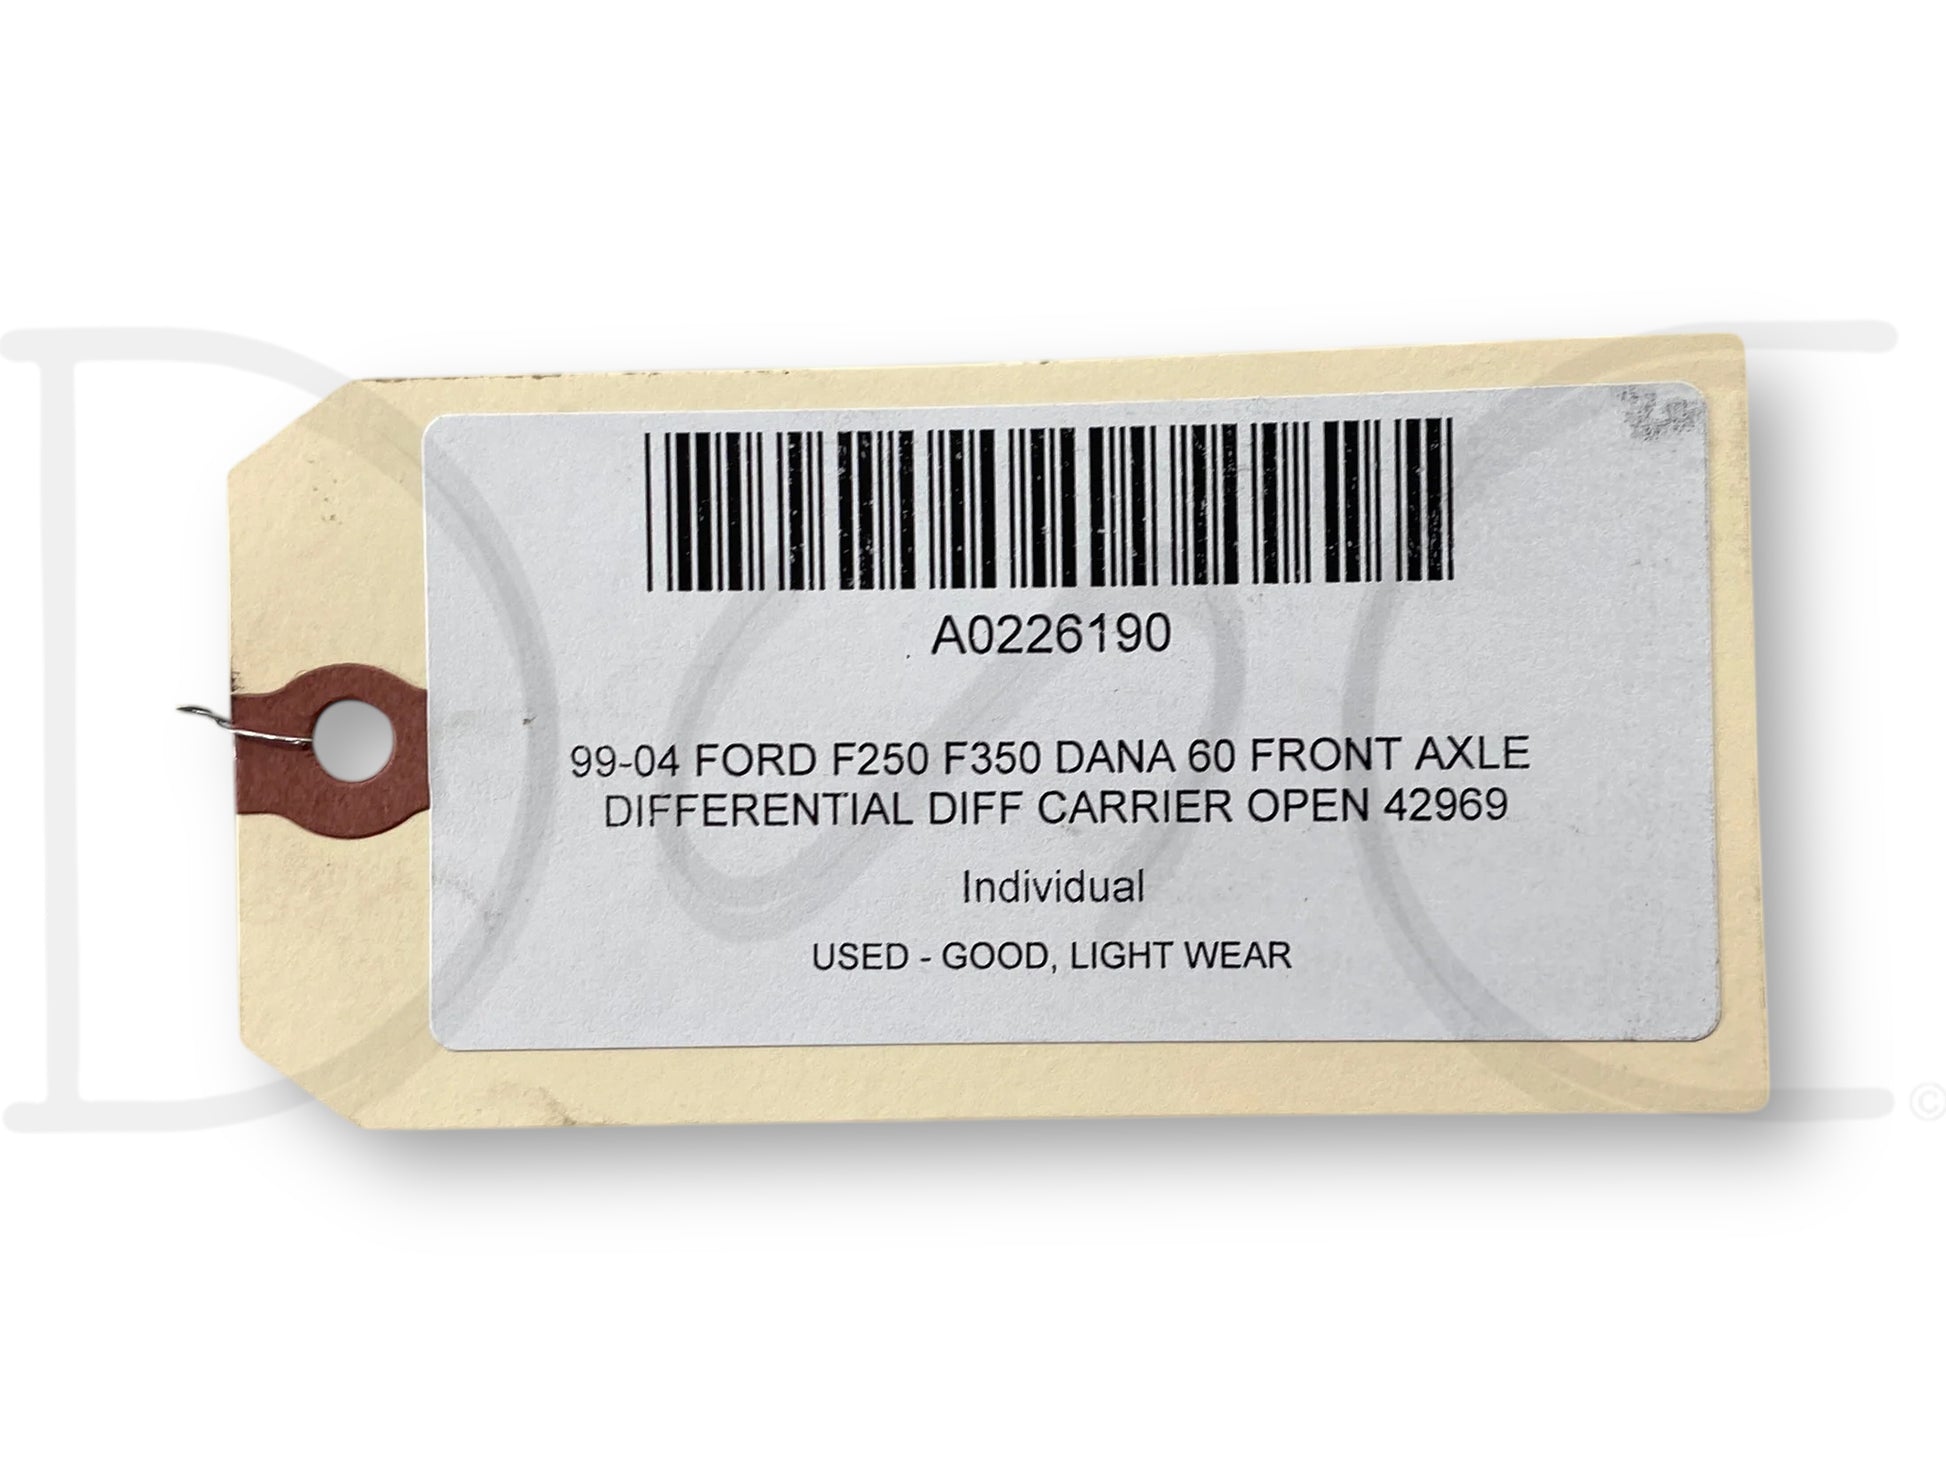 A0226190
99-04 FORD F250 F350 DANA 60 FRONT AXLE
DIFFERENTIAL DIFF CARRIER OPEN 42969
Individual
USED - GOOD, LIGHT WEAR
©